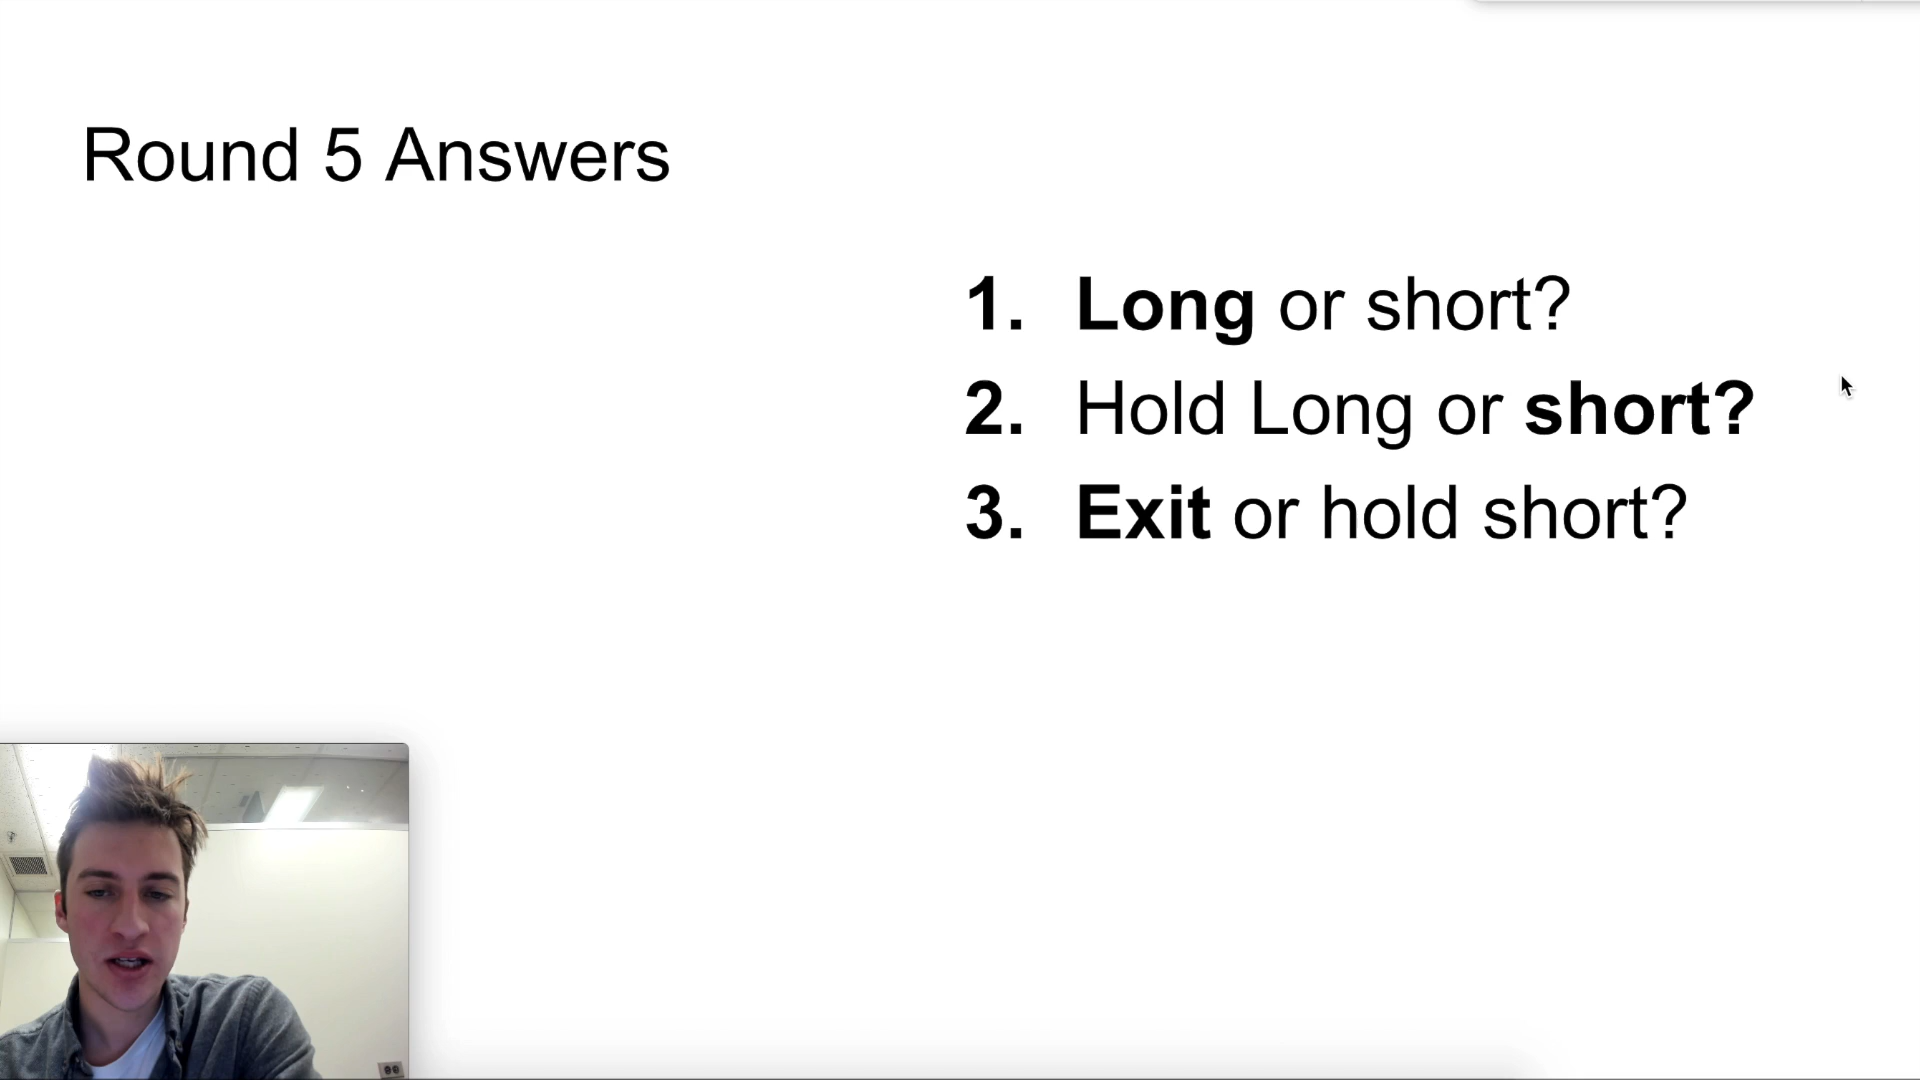 Round 5 Answers
1. Long or short?
2. Hold Long or short?
3. Exit or hold short?